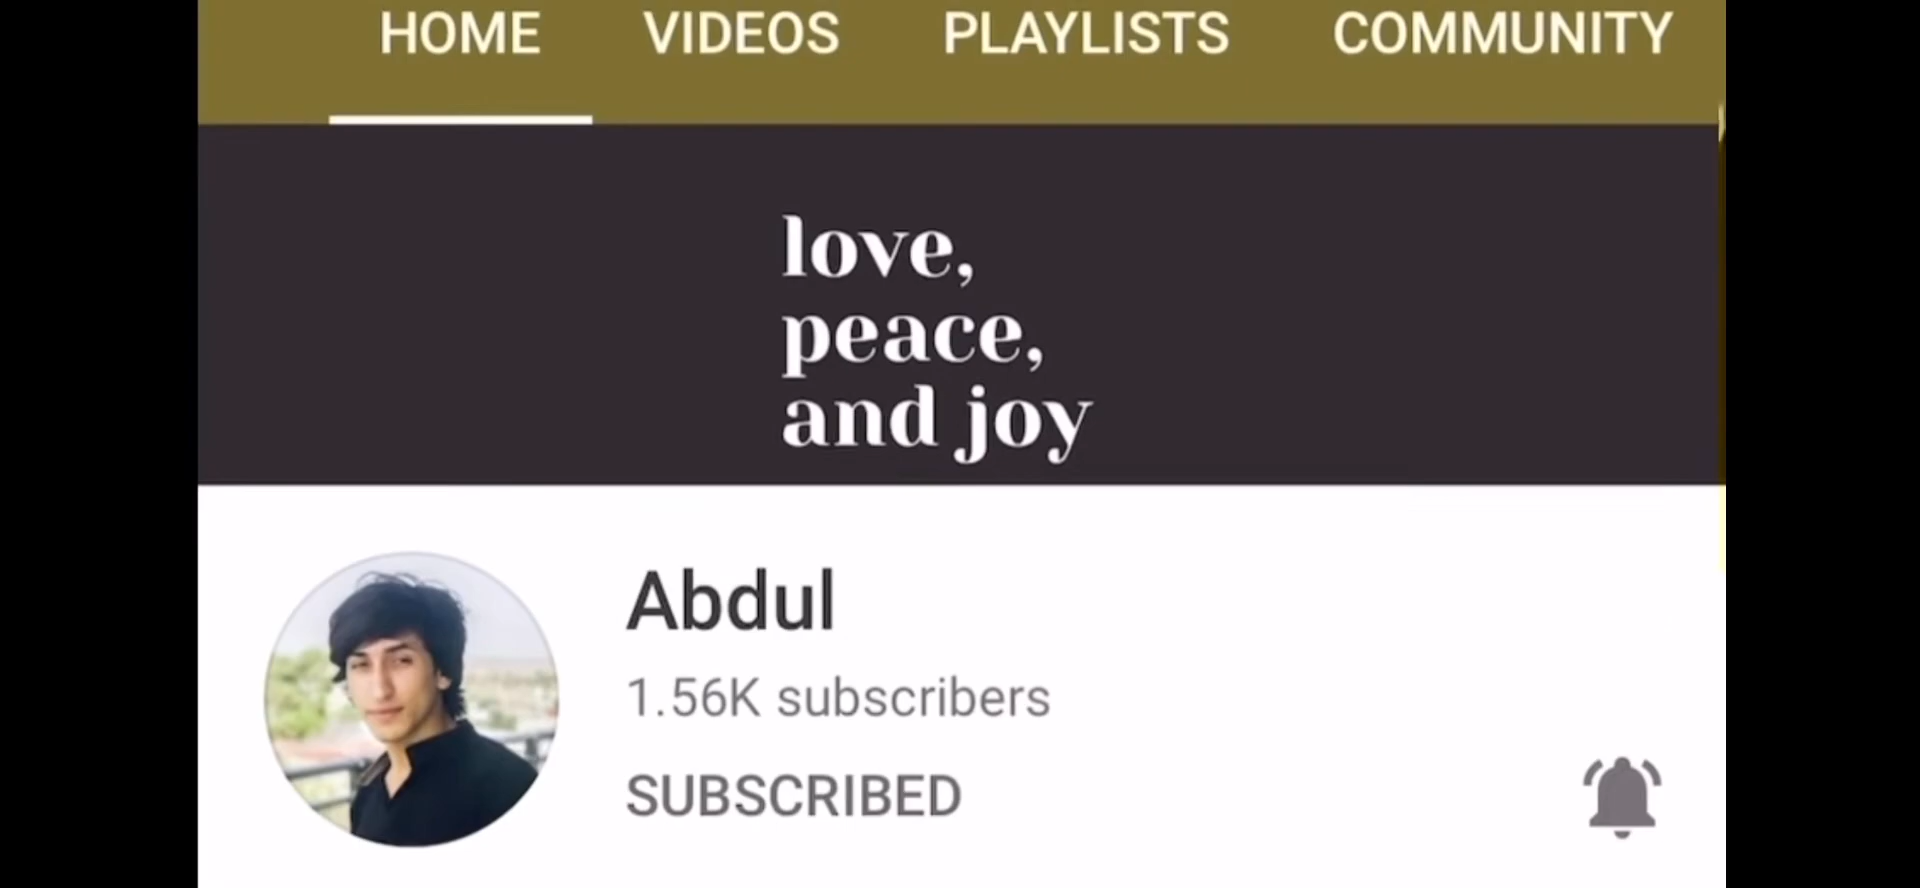 HOME VIDEOS PLAYLISTS COMMUNITY
love,
peace,
and joy
Abdul
1.56K subscribers
SUBSCRIBED